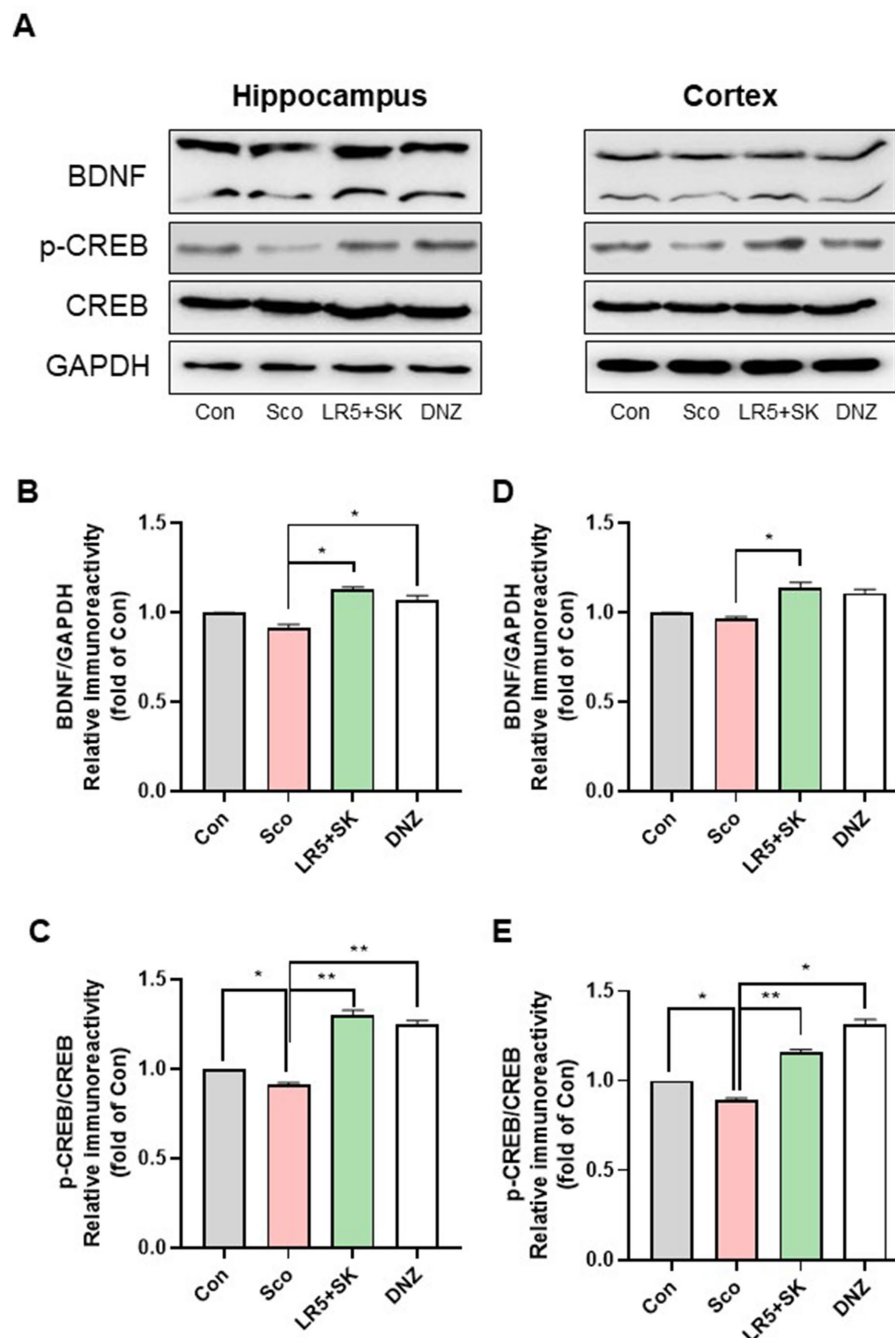 A
Hippocampus Cortex
BDNF
p-CREB
CREB
GAPDH
Con Sco LR5+SK DNZ Con Sco LR5+SK DNZ
B
BDNF/GAPDH
Relative immunoreactivity
(fold of Con)
1.5
1.0
0.5
0.0
*
*
Con
Sco
LR5+SK
DNZ
D
BDNF/GAPDH
Relative immunoreactivity
(fold of Con)
1.5
1.0
0.5
0.0
*
Con
Sco
LR5+SK
DNZ
C
p-CREB/CREB
Relative immunoreactivity
(fold of Con)
1.5
1.0
0.5
0.0
*
**
**
Con
Sco
LR5+SK
DNZ
E
p-CREB/CREB
Relative immunoreactivity
(fold of Con)
1.5
1.0
0.5
0.0
*
**
*
Con
Sco
LR5+SK
DNZ